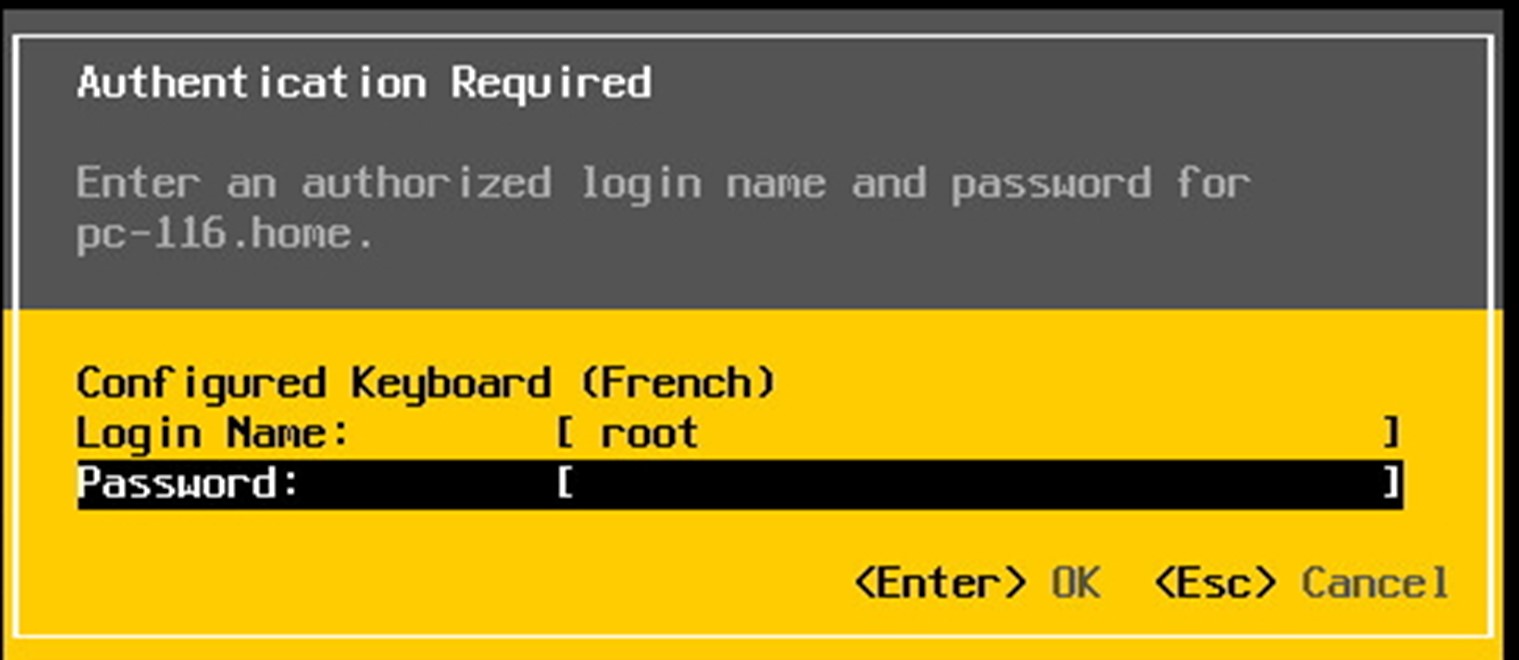 Authentication Required
Enter an authorized login name and password for
pc-116.home.
Configured Keyboard (French)
Login Name: [ root ]
Password: [ ]
<Enter> OK <Esc> Cancel